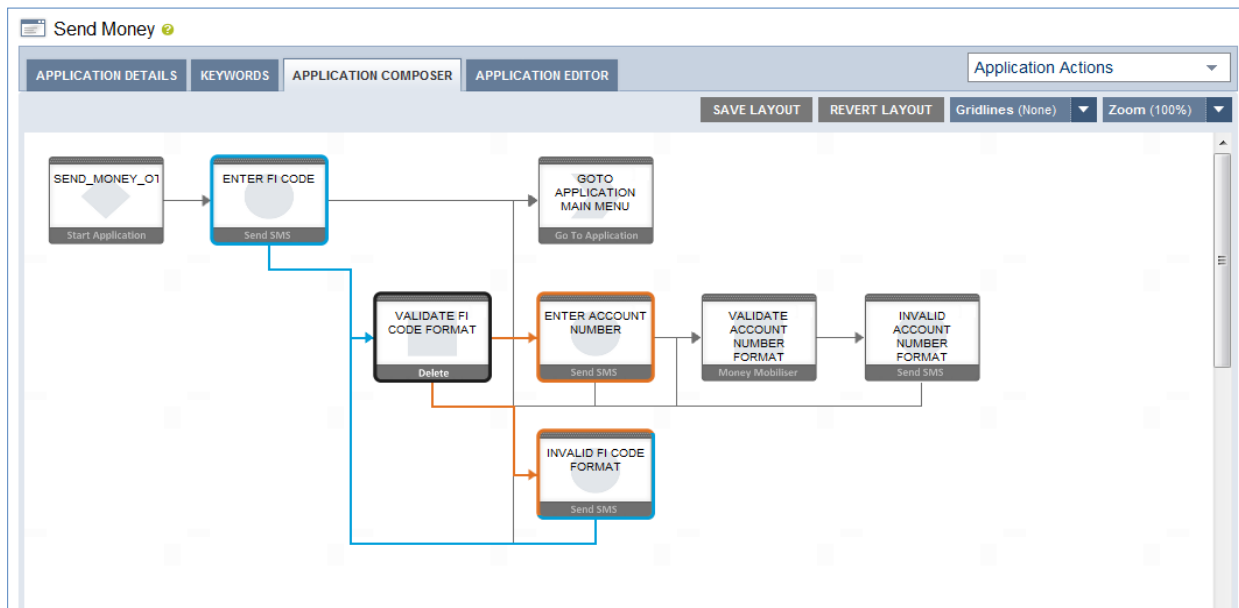 Send Money
APPLICATION DETAILS
KEYWORDS
APPLICATION COMPOSER
APPLICATION EDITOR
Application Actions
SAVE LAYOUT
REVERT LAYOUT
Gridlines (None)
Zoom (100%)
SEND_MONEY_OT
Start Application
ENTER FI CODE
Send SMS
GOTO
APPLICATION
MAIN MENU
Go To Application
VALIDATE FI
CODE FORMAT
Delete
ENTER ACCOUNT
NUMBER
Send SMS
VALIDATE
ACCOUNT
NUMBER
FORMAT
Money Mobiliser
INVALID
ACCOUNT
NUMBER
FORMAT
Send SMS
INVALID FI CODE
FORMAT
Send SMS